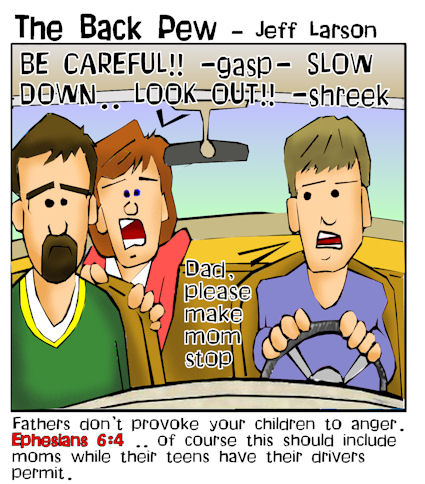 The Back Pew - Jeff Larson
BE CAREFUL!! -gasp- SLOW
DOWN.. LOOK OUT!! -shreek
Dad,
please
make
mom
stop
Fathers don't provoke your children to anger.
Ephesians 6:4 .. of course this should include
moms while their teens have their drivers
permit.